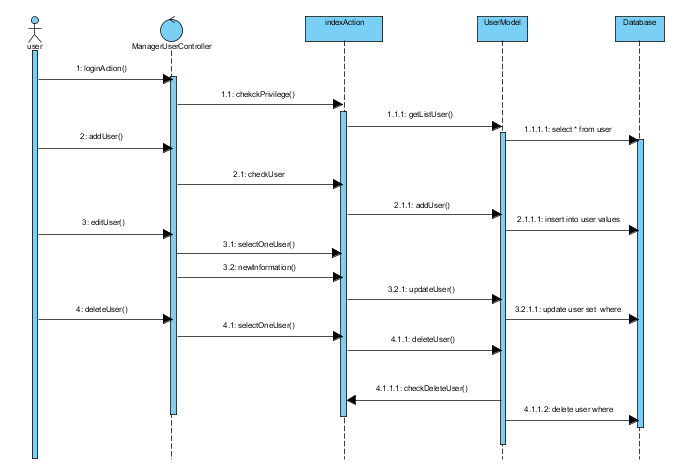 user
ManagerUserController
indexAction
UserModel
Database
1: loginAction()
1.1: chekckPrivilege()
1.1.1: getListUser()
1.1.1.1: select * from user
2: addUser()
2.1: checkUser
2.1.1: addUser()
2.1.1.1: insert into user values
3: editUser()
3.1: selectOneUser()
3.2: newInformation()
3.2.1: updateUser()
3.2.1.1: update user set where
4: deleteUser()
4.1: selectOneUser()
4.1.1: deleteUser()
4.1.1.1: checkDeleteUser()
4.1.1.2: delete user where